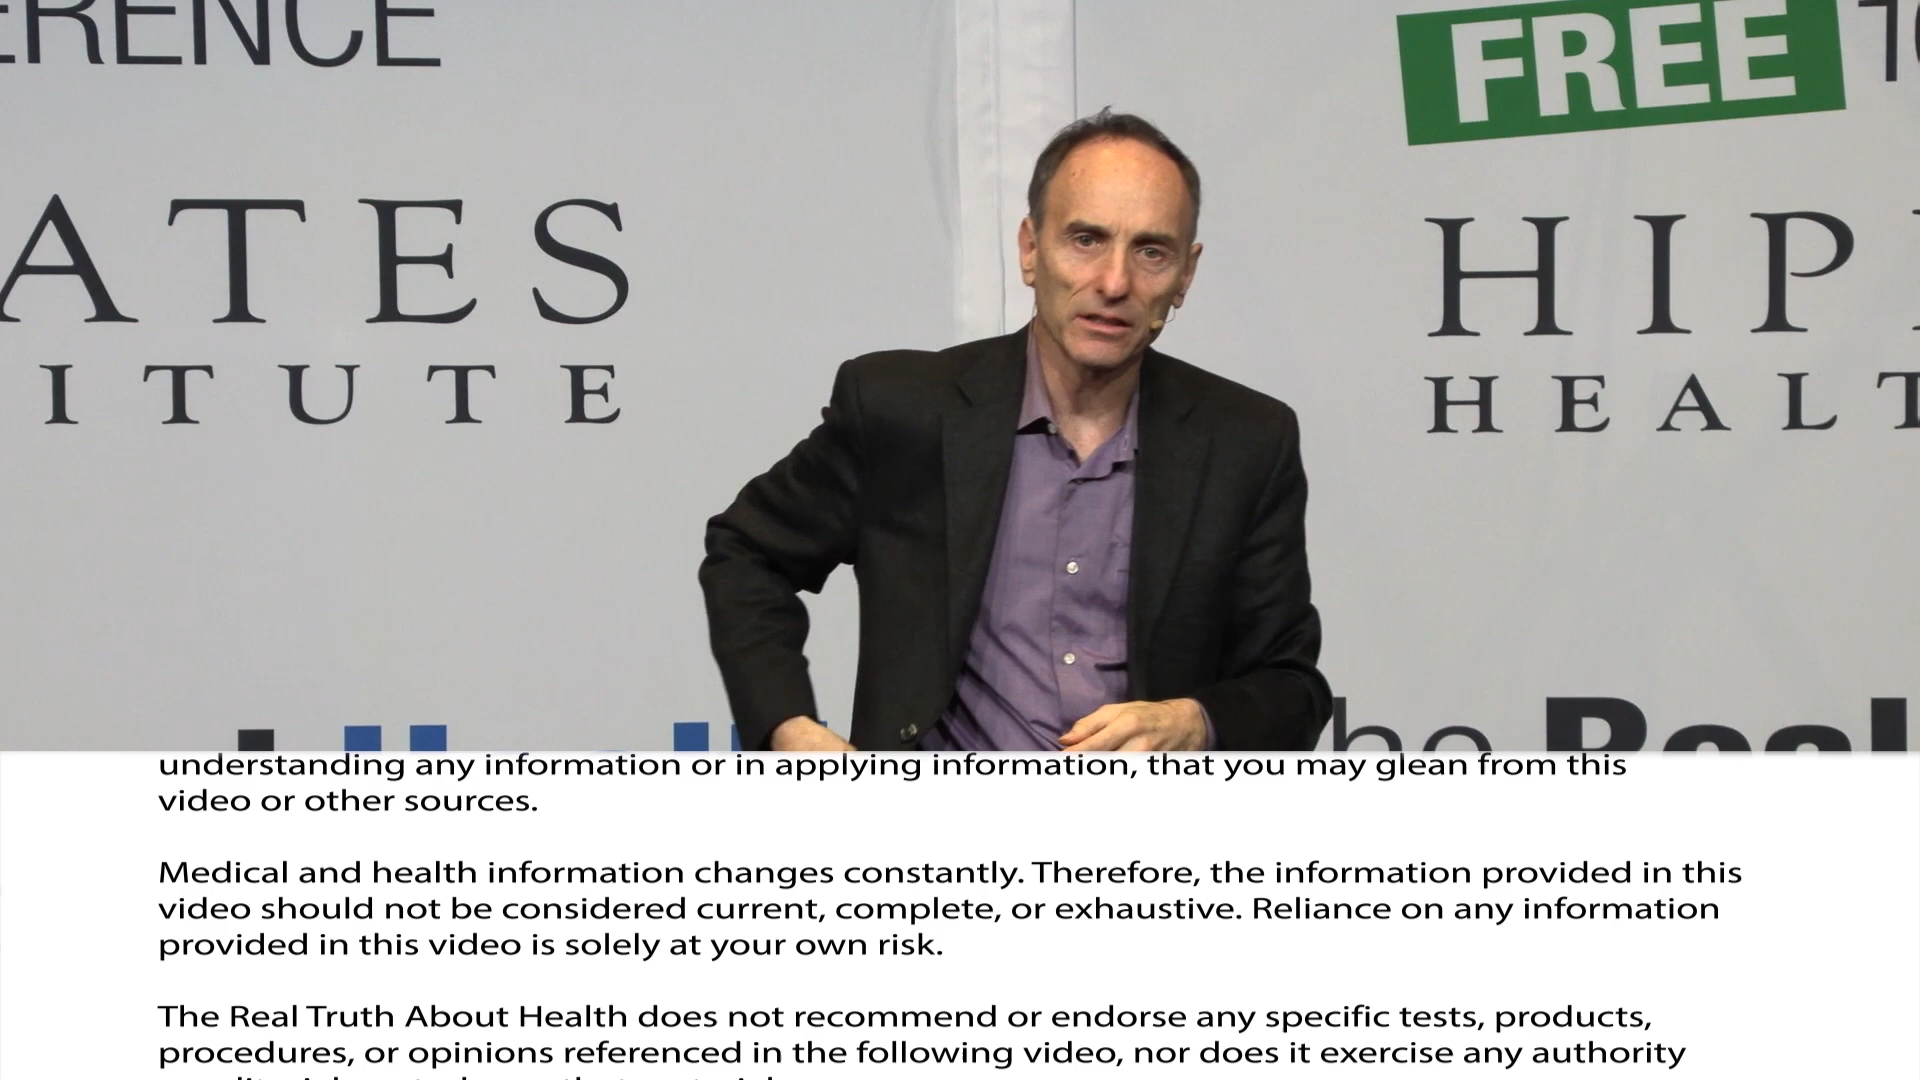 ERENCE
FREE 10
ATES
ITUTE
HIP
HEALT
he Real
understanding any information or in applying information, that you may glean from this
video or other sources.
Medical and health information changes constantly. Therefore, the information provided in this
video should not be considered current, complete, or exhaustive. Reliance on any information
provided in this video is solely at your own risk.
The Real Truth About Health does not recommend or endorse any specific tests, products,
procedures, or opinions referenced in the following video, nor does it exercise any authority